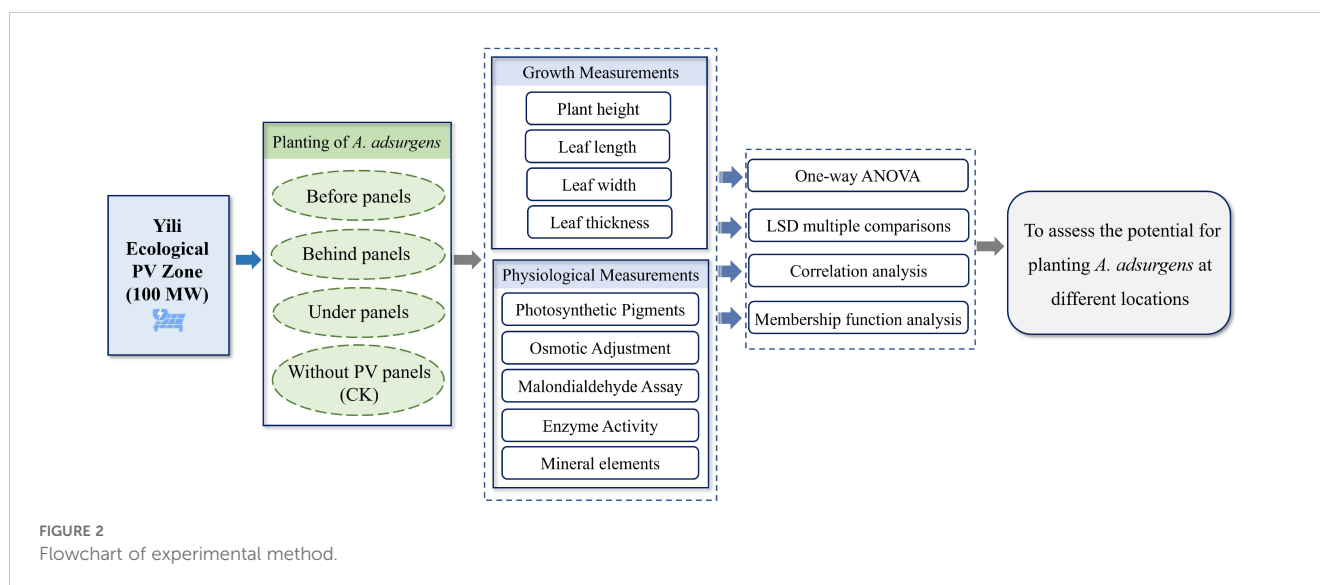 Yili
Ecological
PV Zone
(100 MW)
Planting of A. adsurgens
Before panels
Behind panels
Under panels
Without PV panels
(CK)
Growth Measurements
Plant height
Leaf length
Leaf width
Leaf thickness
Physiological Measurements
Photosynthetic Pigments
Osmotic Adjustment
Malondialdehyde Assay
Enzyme Activity
Mineral elements
One-way ANOVA
LSD multiple comparisons
Correlation analysis
Membership function analysis
To assess the potential for
planting A. adsurgens at
different locations
FIGURE 2
Flowchart of experimental method.